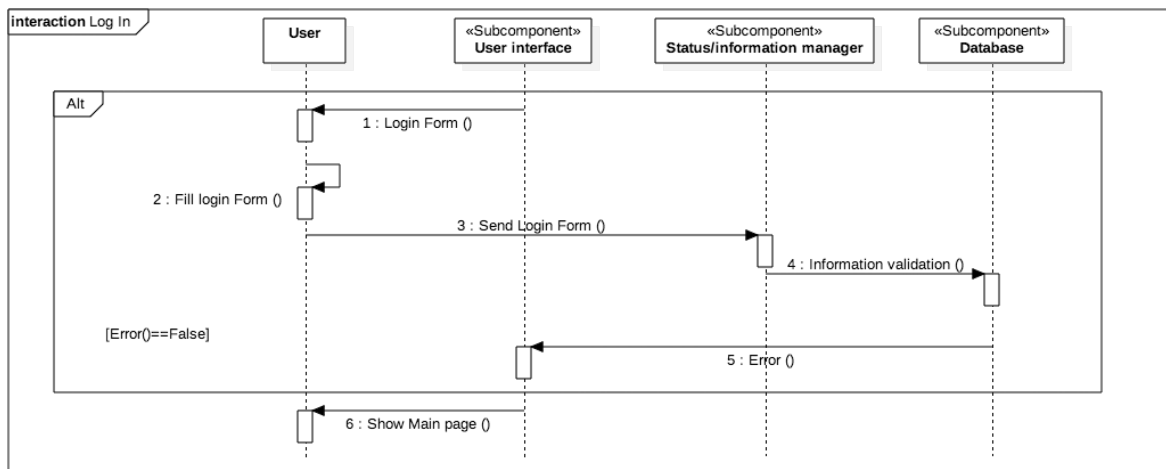 interaction Log In
User
«Subcomponent»
User interface
«Subcomponent»
Status/information manager
«Subcomponent»
Database
Alt
1 : Login Form ()
2 : Fill login Form ()
3 : Send Login Form ()
4 : Information validation ()
[Error()==False]
5 : Error ()
6 : Show Main page ()